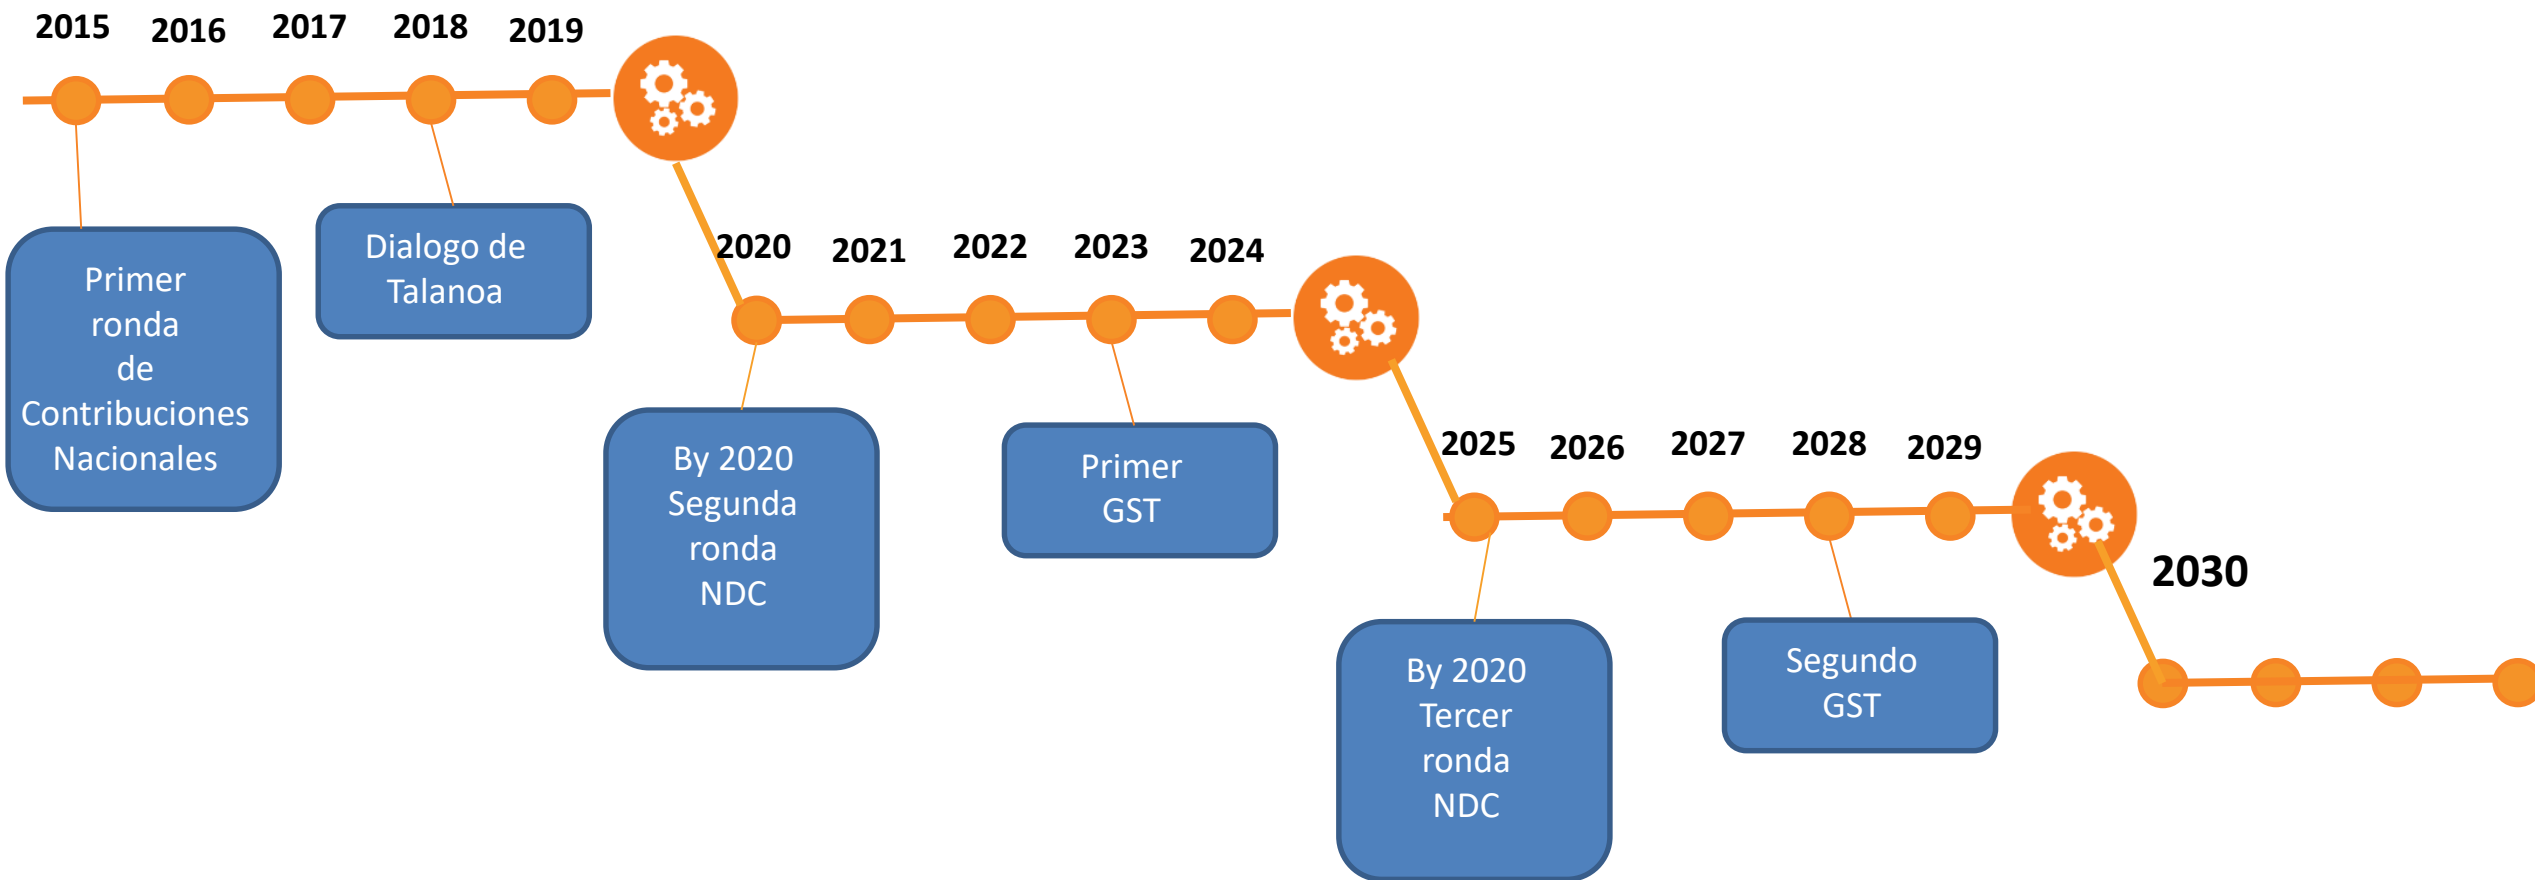 2015 2016 2017 2018 2019
Primer
ronda
de
Contribuciones
Nacionales
Dialogo de
Talanoa
2020 2021 2022 2023 2024
By 2020
Segunda
ronda
NDC
Primer
GST
2025 2026 2027 2028 2029
By 2020
Tercer
ronda
NDC
Segundo
GST
2030